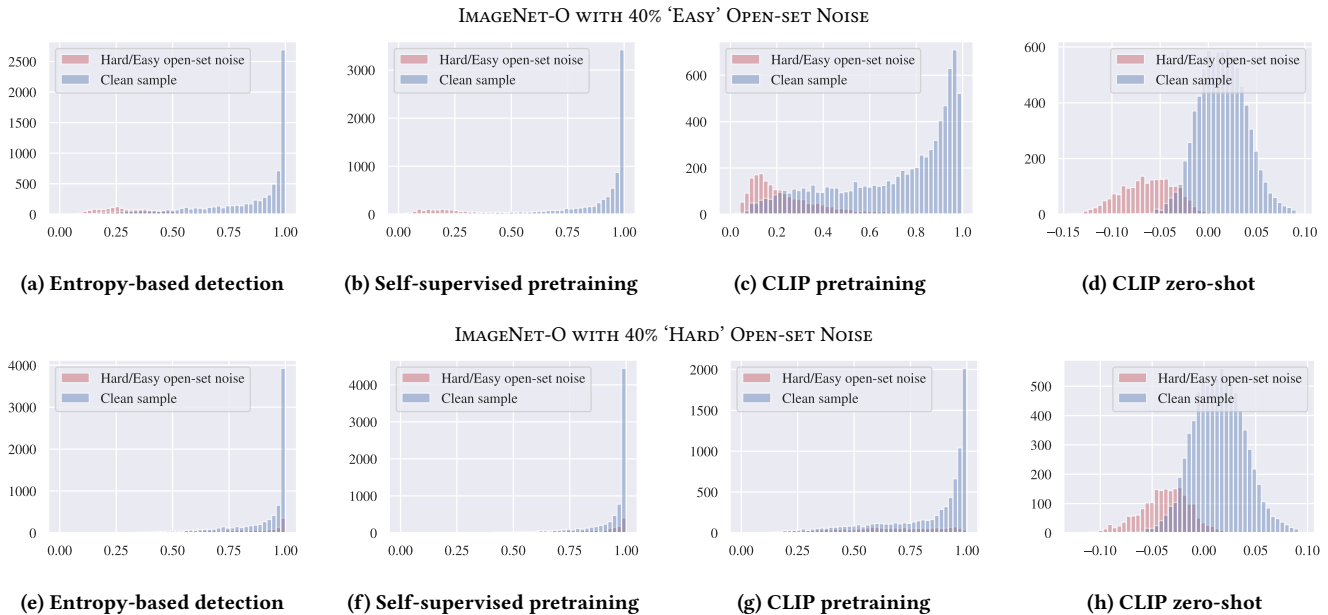 IMAGENET-O WITH 40% ‘EASY’ OPEN-SET NOISE
Hard/Easy open-set noise
Clean sample
2500
2000
1500
1000
500
0
0.00 0.25 0.50 0.75 1.00
(a) Entropy-based detection
Hard/Easy open-set noise
Clean sample
3000
2000
1000
0
0.00 0.25 0.50 0.75 1.00
(b) Self-supervised pretraining
Hard/Easy open-set noise
Clean sample
600
400
200
0
0.0 0.2 0.4 0.6 0.8 1.0
(c) CLIP pretraining
Hard/Easy open-set noise
Clean sample
600
400
200
0
−0.15 −0.10 −0.05 0.00 0.05 0.10
(d) CLIP zero-shot
IMAGENET-O WITH 40% ‘HARD’ OPEN-SET NOISE
Hard/Easy open-set noise
Clean sample
4000
3000
2000
1000
0
0.00 0.25 0.50 0.75 1.00
(e) Entropy-based detection
Hard/Easy open-set noise
Clean sample
4000
3000
2000
1000
0
0.00 0.25 0.50 0.75 1.00
(f) Self-supervised pretraining
Hard/Easy open-set noise
Clean sample
2000
1500
1000
500
0
0.00 0.25 0.50 0.75 1.00
(g) CLIP pretraining
Hard/Easy open-set noise
Clean sample
500
400
300
200
100
0
−0.10 −0.05 0.00 0.05 0.10
(h) CLIP zero-shot